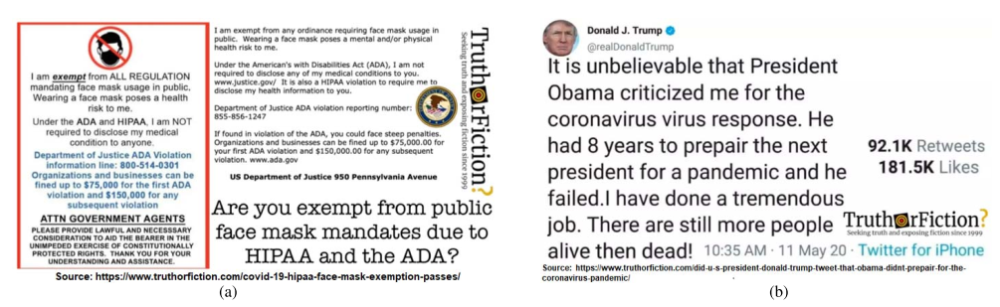 I am exempt from ALL REGULATION
mandating face mask usage in public.
Wearing a face mask poses a health
risk to me.
Under the ADA and HIPAA, I am NOT
required to disclose my medical
condition to anyone.
Department of Justice ADA Violation
information line: 800-514-0301
Organizations and businesses can be
fined up to $75,000 for the first ADA
violation and $150,000 for any
subsequent violation
ATTN GOVERNMENT AGENTS
PLEASE PROVIDE LAWFUL AND NECESSSARY
CONSIDERATION TO AID THE BEARER IN THE
UNIMPEDED EXERCISE OF CONSTITUTIONALLY
PROTECTED RIGHTS. THANK YOU FOR YOUR
UNDERSTANDING AND ASSISTANCE.
I am exempt from any ordinance requiring face mask usage in
public. Wearing a face mask poses a mental and/or physical
health risk to me.
Under the American's with Disabilities Act (ADA), I am not
required to disclose any of my medical conditions to you.
www.justice.gov/ It is also a HIPAA violation to require me to
disclose my health information to you.
Department of Justice ADA violation reporting number:
855-856-1247
If found in violation of the ADA, you could face steep penalties.
Organizations and businesses can be fined up to $75,000.00 for
your first ADA violation and $150,000.00 for any subsequent
violation. www.ada.gov
US Department of Justice 950 Pennsylvania Avenue
TruthorFiction?
Seeking truth and exposing fiction since 1999
Are you exempt from public
face mask mandates due to
HIPAA and the ADA?
Source: https://www.truthorfiction.com/covid-19-hipaa-face-mask-exemption-passes/
(a)
Donald J. Trump
@realDonaldTrump
It is unbelievable that President
Obama criticized me for the
coronavirus virus response. He
had 8 years to prepair the next
president for a pandemic and he
failed.I have done a tremendous
job. There are still more people
alive then dead! 10:35 AM · 11 May 20 · Twitter for iPhone
92.1K Retweets
181.5K Likes
TruthorFiction?
Seeking truth and exposing fiction since 1999
Source: https://www.truthorfiction.com/did-u-s-president-donald-trump-tweet-that-obama-didnt-prepair-for-the-
coronavirus-pandemic/
(b)